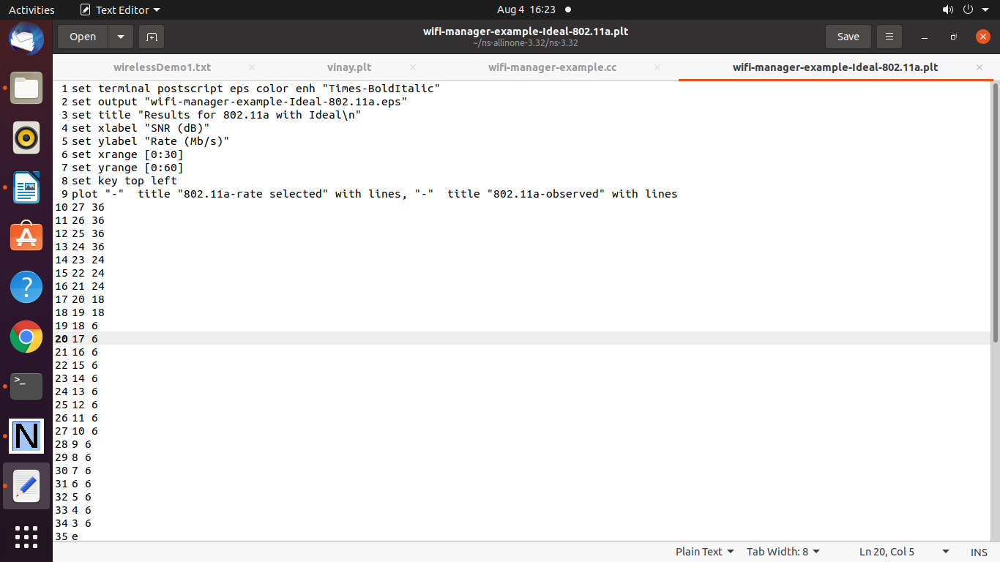 Activities Text Editor Aug 4 16:23
Open wifi-manager-example-Ideal-802.11a.plt Save
~/ns-allinone-3.32/ns-3.32
wirelessDemo1.txt vinay.plt wifi-manager-example.cc wifi-manager-example-Ideal-802.11a.plt
1 set terminal postscript eps color enh "Times-BoldItalic"
2 set output "wifi-manager-example-Ideal-802.11a.eps"
3 set title "Results for 802.11a with Ideal\n"
4 set xlabel "SNR (dB)"
5 set ylabel "Rate (Mb/s)"
6 set xrange [0:30]
7 set yrange [0:60]
8 set key top left
9 plot "-"  title "802.11a-rate selected" with lines, "-"  title "802.11a-observed" with lines
10 27 36
11 26 36
12 25 36
13 24 36
14 23 24
15 22 24
16 21 24
17 20 18
18 19 18
19 18 6
20 17 6
21 16 6
22 15 6
23 14 6
24 13 6
25 12 6
26 11 6
27 10 6
28 9 6
29 8 6
30 7 6
31 6 6
32 5 6
33 4 6
34 3 6
35 e
Plain Text Tab Width: 8 Ln 20, Col 5 INS